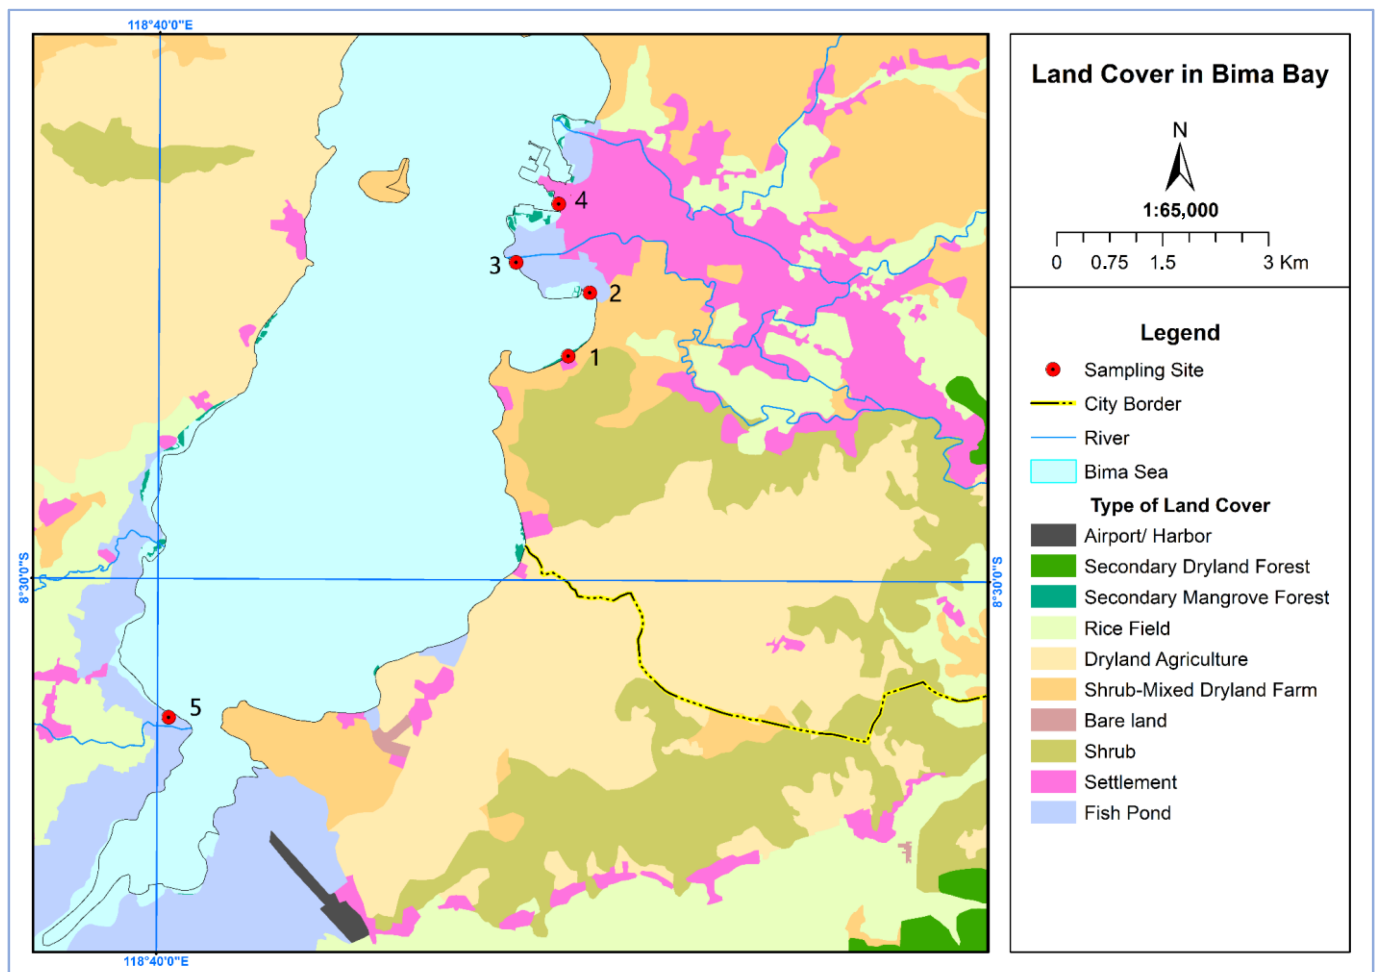 118°40'0"E
8°30'0"S
8°30'0"S
118°40'0"E
4
3
2
1
5
Land Cover in Bima Bay
N
1:65,000
0 0.75 1.5 3 Km
Legend
Sampling Site
City Border
River
Bima Sea
Type of Land Cover
Airport/ Harbor
Secondary Dryland Forest
Secondary Mangrove Forest
Rice Field
Dryland Agriculture
Shrub-Mixed Dryland Farm
Bare land
Shrub
Settlement
Fish Pond